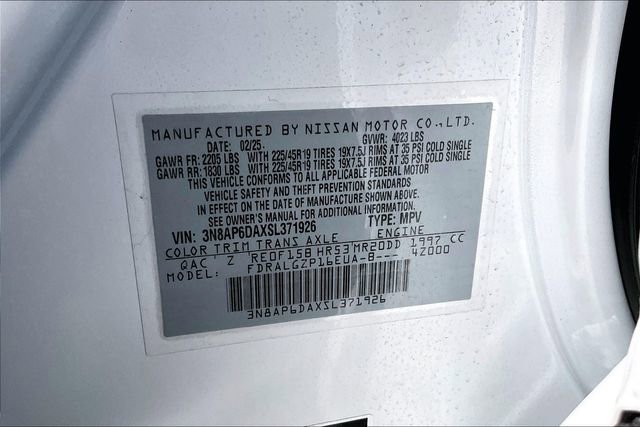 MANUFACTURED BY NISSAN MOTOR CO.,LTD.
DATE: 02/25 GVWR: 4023 LBS
GAWR FR: 2205 LBS WITH 225/45R19 TIRES 19X7.5J RIMS AT 35 PSI COLD SINGLE
GAWR RR: 1830 LBS WITH 225/45R19 TIRES 19X7.5J RIMS AT 35 PSI COLD SINGLE
THIS VEHICLE CONFORMS TO ALL APPLICABLE FEDERAL MOTOR
VEHICLE SAFETY AND THEFT PREVENTION STANDARDS
IN EFFECT ON THE DATE OF MANUFACTURE SHOWN ABOVE.
SEE OWNER'S MANUAL FOR ADDITIONAL INFORMATION.
VIN: 3N8AP6DAXSL371926 TYPE: MPV
COLOR TRIM TRANS AXLE ENGINE
QAC Z RE0F15B HR53 MR20DD 1997 CC
MODEL: FDRALGZP16EUA-B--- 4Z000
3N8AP6DAXSL371926